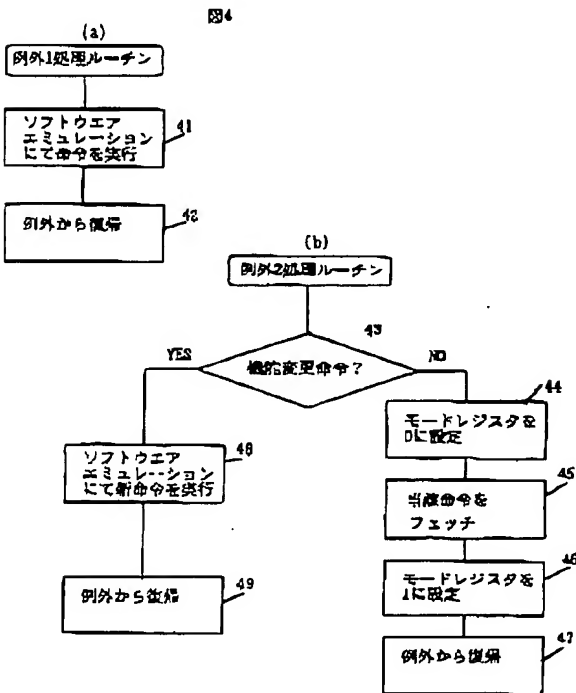 図4
(a)
例外1処理ルーチン
ソフトウエア
エミュレーション
にて命令を実行
41
例外から復帰
42
(b)
例外2処理ルーチン
43
機能変更命令?
YES
NO
44
モードレジスタを
0に設定
48
ソフトウエア
エミュレーション
にて新命令を実行
45
当該命令を
フェッチ
46
モードレジスタを
1に設定
49
例外から復帰
47
例外から復帰